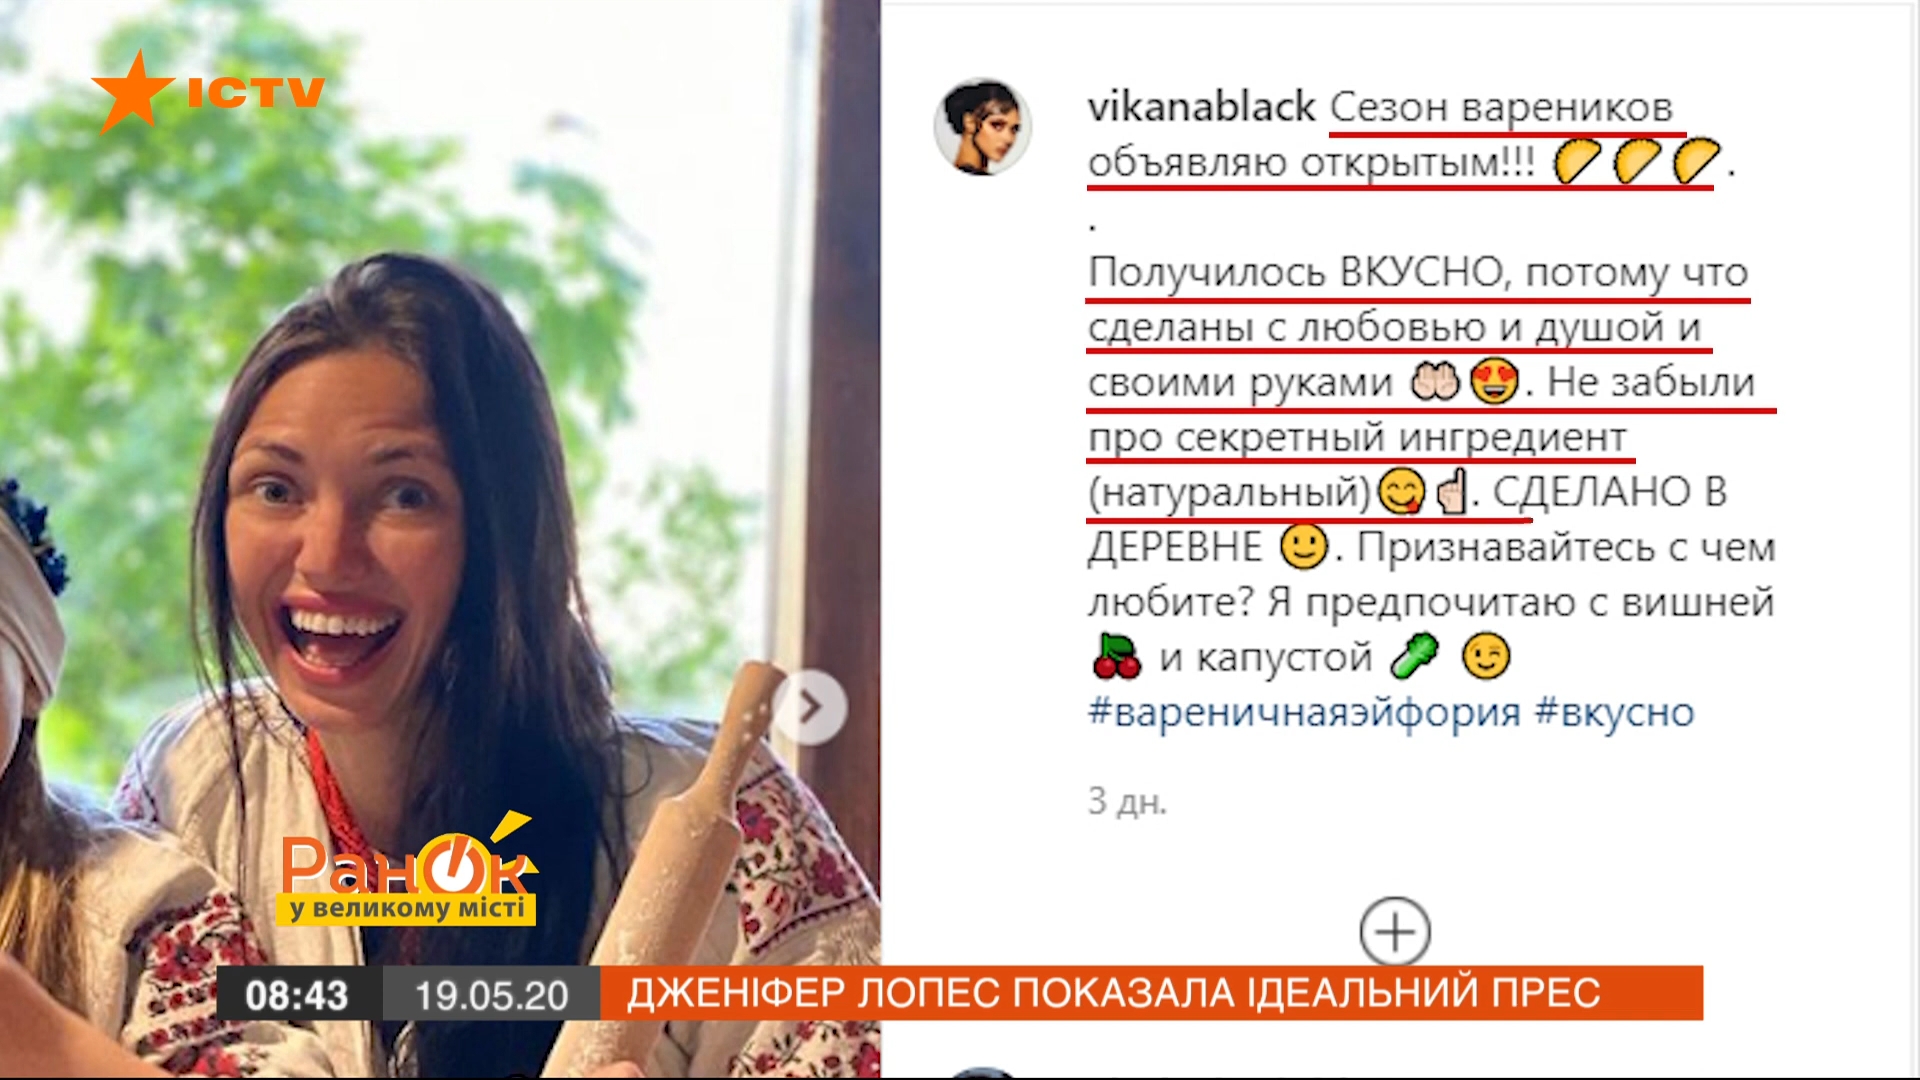 ICTV
vikanablack Сезон вареников
объявляю открытым!!! 🥟🥟🥟 .
.
Получилось ВКУСНО, потому что
сделаны с любовью и душой и
своими руками 🤲🏻😍. Не забыли
про секретный ингредиент
(натуральный)😋☝🏻. СДЕЛАНО В
ДЕРЕВНЕ 🙂. Признавайтесь с чем
любите? Я предпочитаю с вишней
🍒 и капустой 🥬 😉
#вареничнаяэйфория #вкусно
3 дн.
Ранок
у великому місті
08:43 19.05.20 ДЖЕНІФЕР ЛОПЕС ПОКАЗАЛА ІДЕАЛЬНИЙ ПРЕС